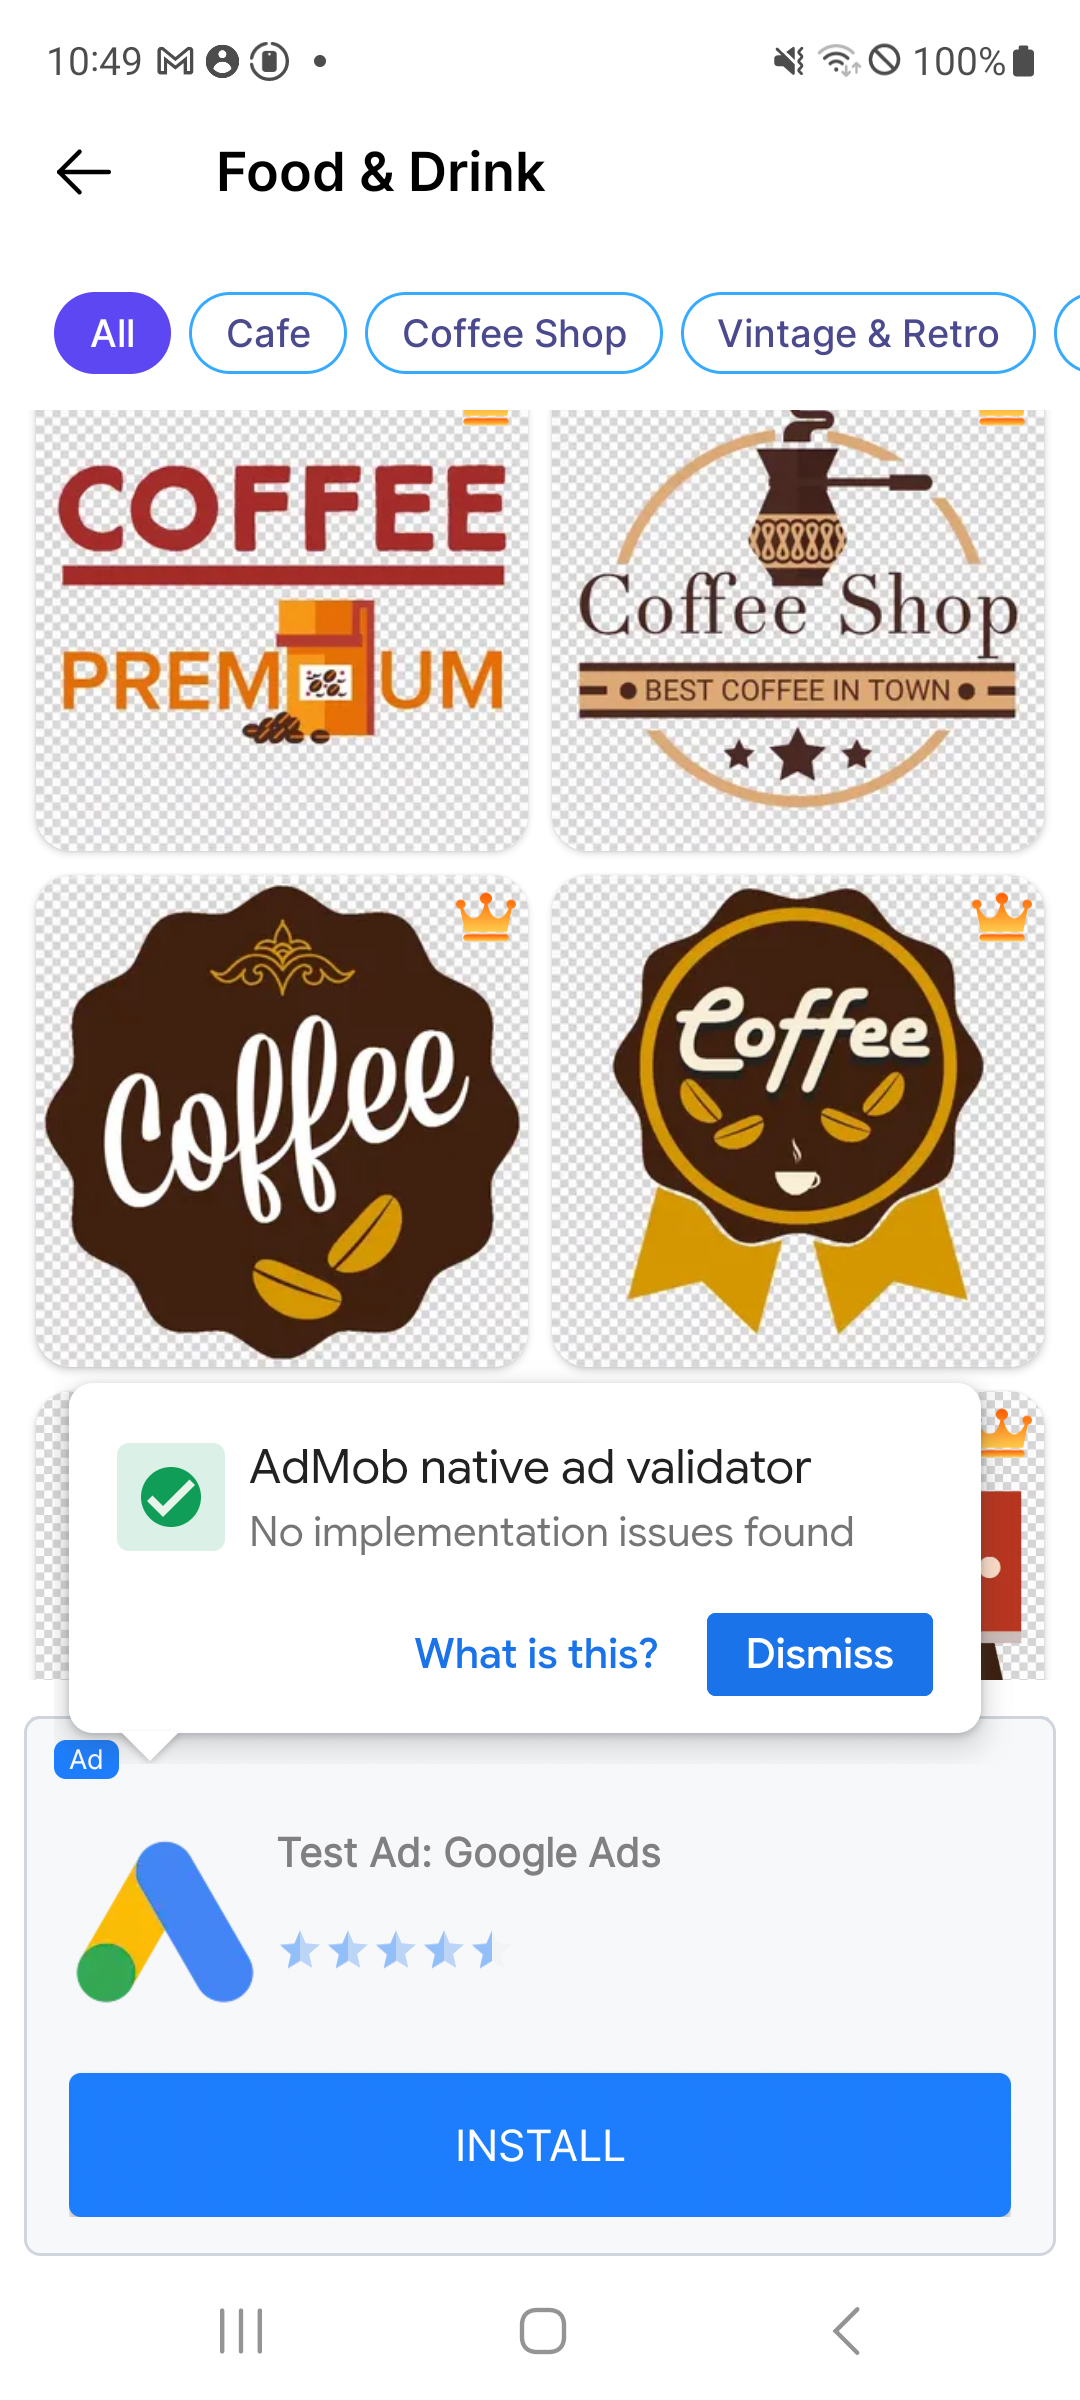 10:49
100%
Food & Drink
All
Cafe
Coffee Shop
Vintage & Retro
COFFEE
PREM UM
Coffee Shop
BEST COFFEE IN TOWN
Coffee
Coffee
AdMob native ad validator
No implementation issues found
What is this?
Dismiss
Ad
Test Ad: Google Ads
INSTALL